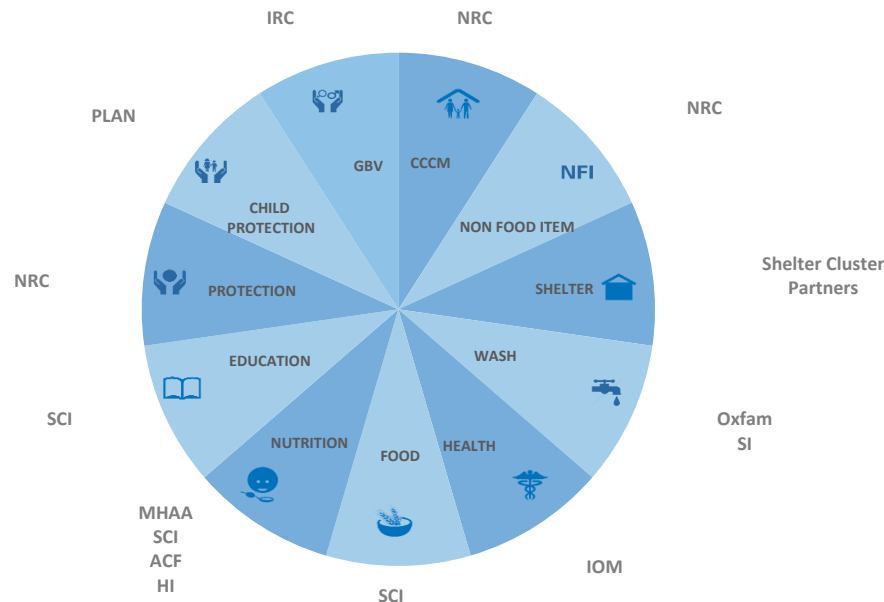 IRC
NRC
PLAN
NRC
GBV
CCCM
NFI
CHILD
PROTECTION
NON FOOD ITEM
NRC
PROTECTION
SHELTER
Shelter Cluster
Partners
EDUCATION
WASH
SCI
Oxfam
SI
NUTRITION
FOOD
HEALTH
MHAA
SCI
ACF
HI
SCI
IOM